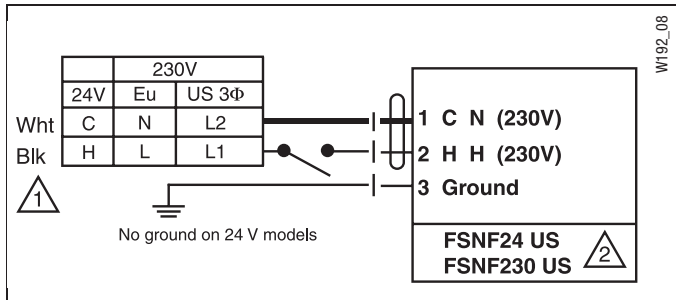 W192_08
230V
24V Eu US 3Φ
Wht C N L2
Blk H L L1
1
1 C N (230V)
2 H H (230V)
3 Ground
No ground on 24 V models
FSNF24 US
FSNF230 US
2